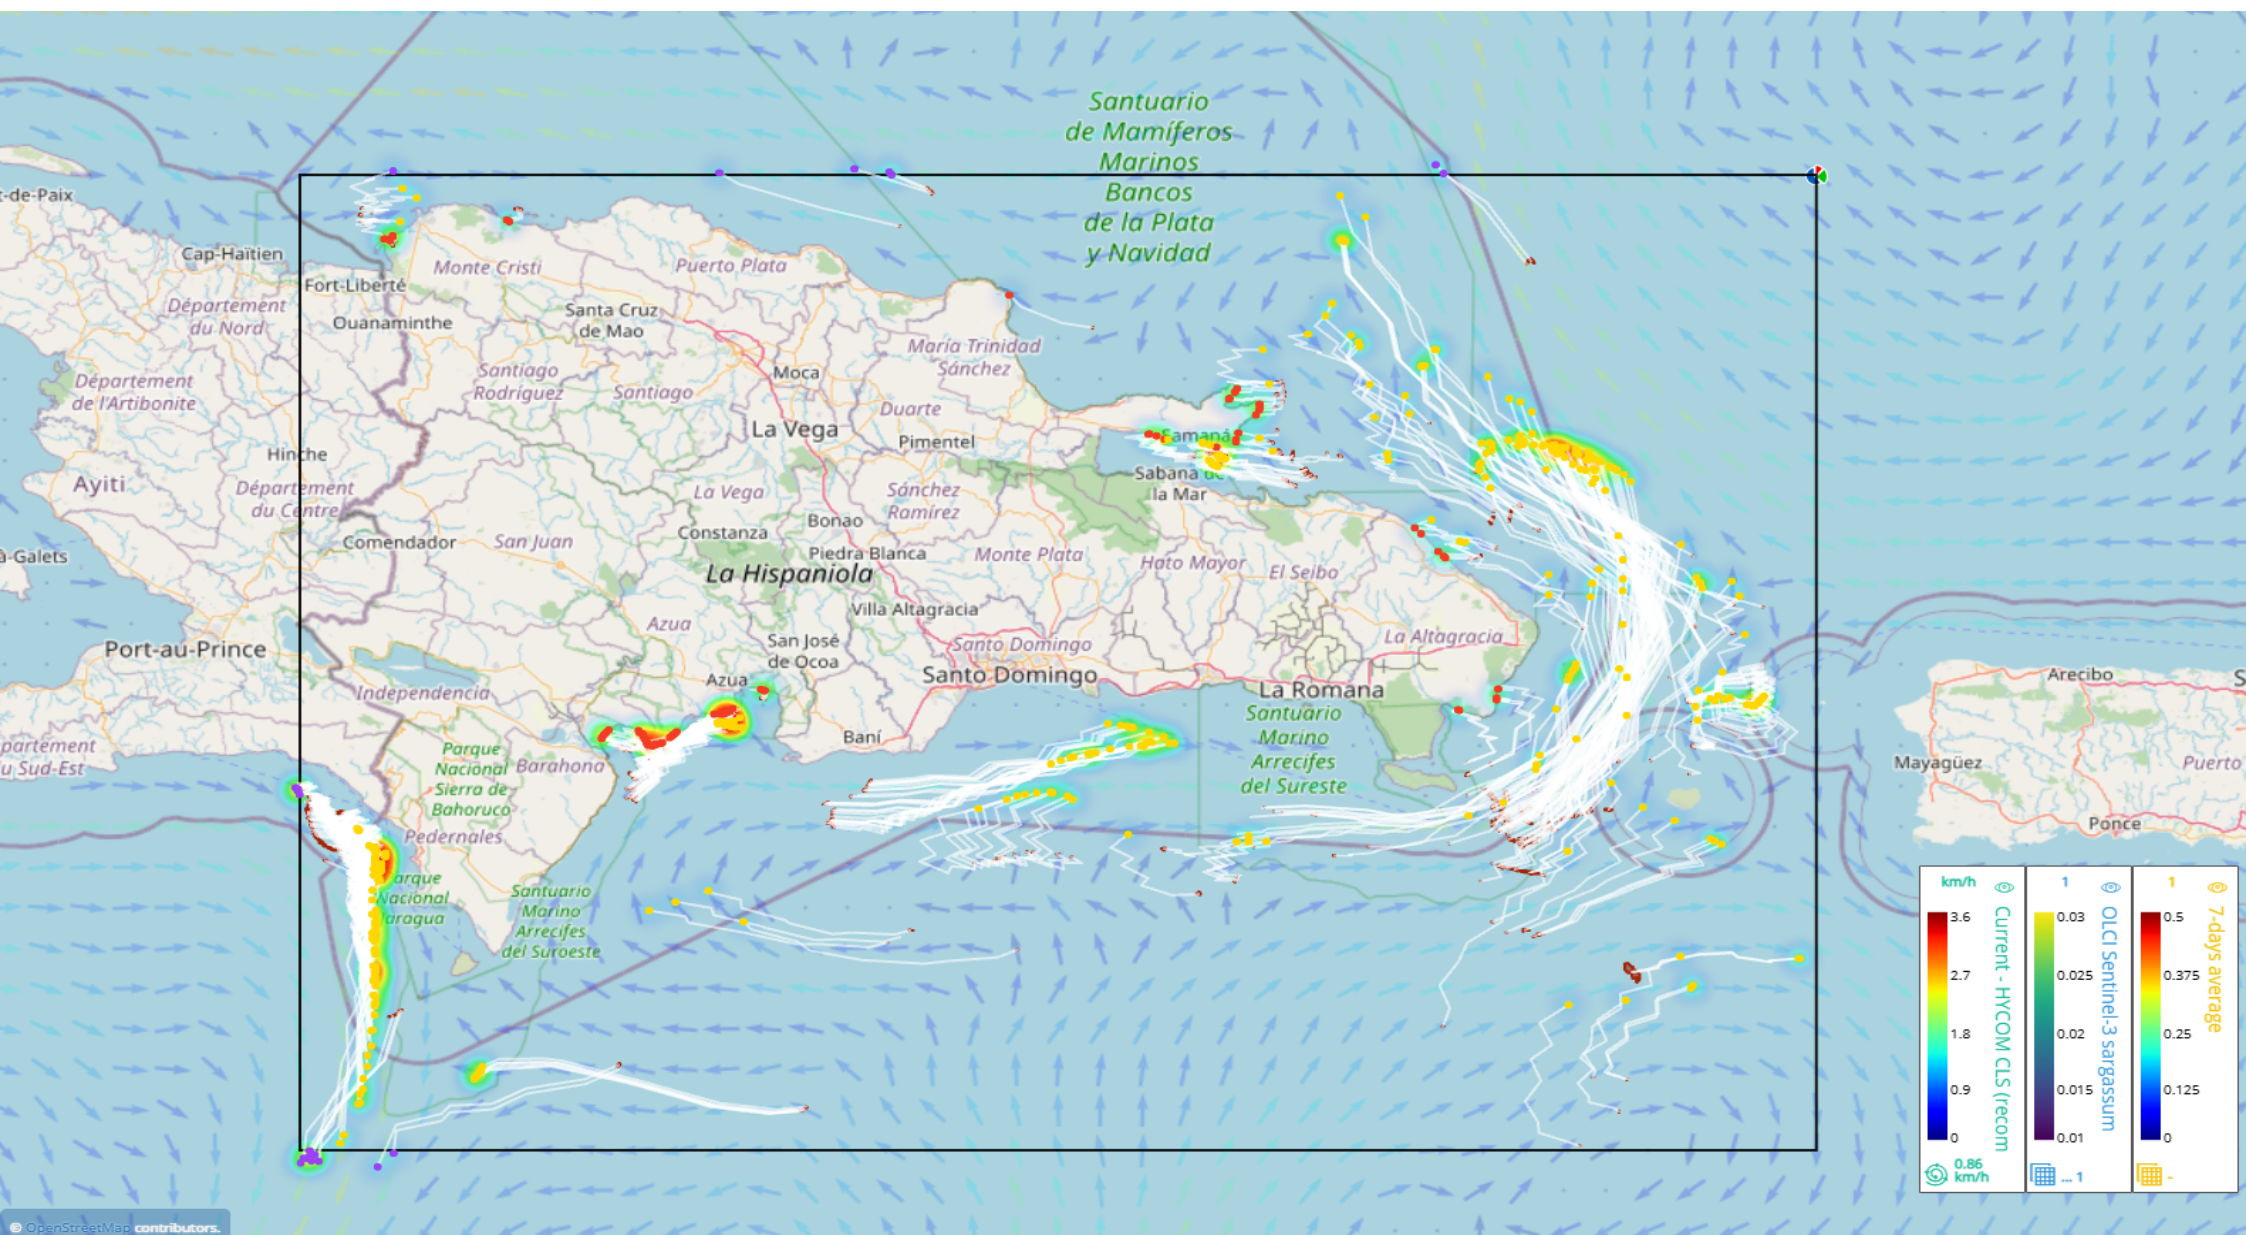 Santuario
de Mamíferos
Marinos
Bancos
de la Plata
y Navidad
t-de-Paix
Cap-Haïtien
Monte Cristi
Puerto Plata
Fort-Liberté
Département
du Nord
Ouanaminthe
Santa Cruz
de Mao
María Trinidad
Sánchez
Département
de l'Artibonite
Santiago
Rodríguez
Moca
Santiago
Duarte
La Vega
Pimentel
Samaná
Hinche
Ayiti
Département
du Centre
La Vega
Sánchez
Ramírez
Sabana de
la Mar
Constanza
Bonao
Comendador
San Juan
Piedra Blanca
Monte Plata
Hato Mayor
El Seibo
à-Galets
La Hispaniola
Villa Altagracia
Azua
San José
de Ocoa
Santo Domingo
La Altagracia
Port-au-Prince
Independencia
Azua
Santo Domingo
La Romana
Arecibo
S
Santuario
Marino
Arrecifes
del Sureste
partement
u Sud-Est
Parque
Nacional
Sierra de
Bahoruco
Barahona
Baní
Mayagüez
Puerto
Pedernales
Ponce
arque
Nacional
Jaragua
Santuario
Marino
Arrecifes
del Suroeste
km/h
3.6
2.7
1.8
0.9
0
Current - HYCOM CLS (recom
0.86
km/h
1
0.03
0.025
0.02
0.015
0.01
OLCI Sentinel-3 sargassum
... 1
1
0.5
0.375
0.25
0.125
0
7-days average
-
© OpenStreetMap contributors.